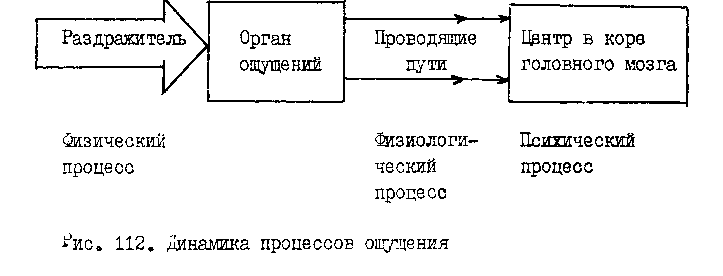 Раздражитель
Орган
ощущений
Проводящие
пути
Центр в коре
головного мозга
Физический
процесс
Физиологи-
ческий
процесс
Психический
процесс
Рис. 112. Динамика процессов ощущения